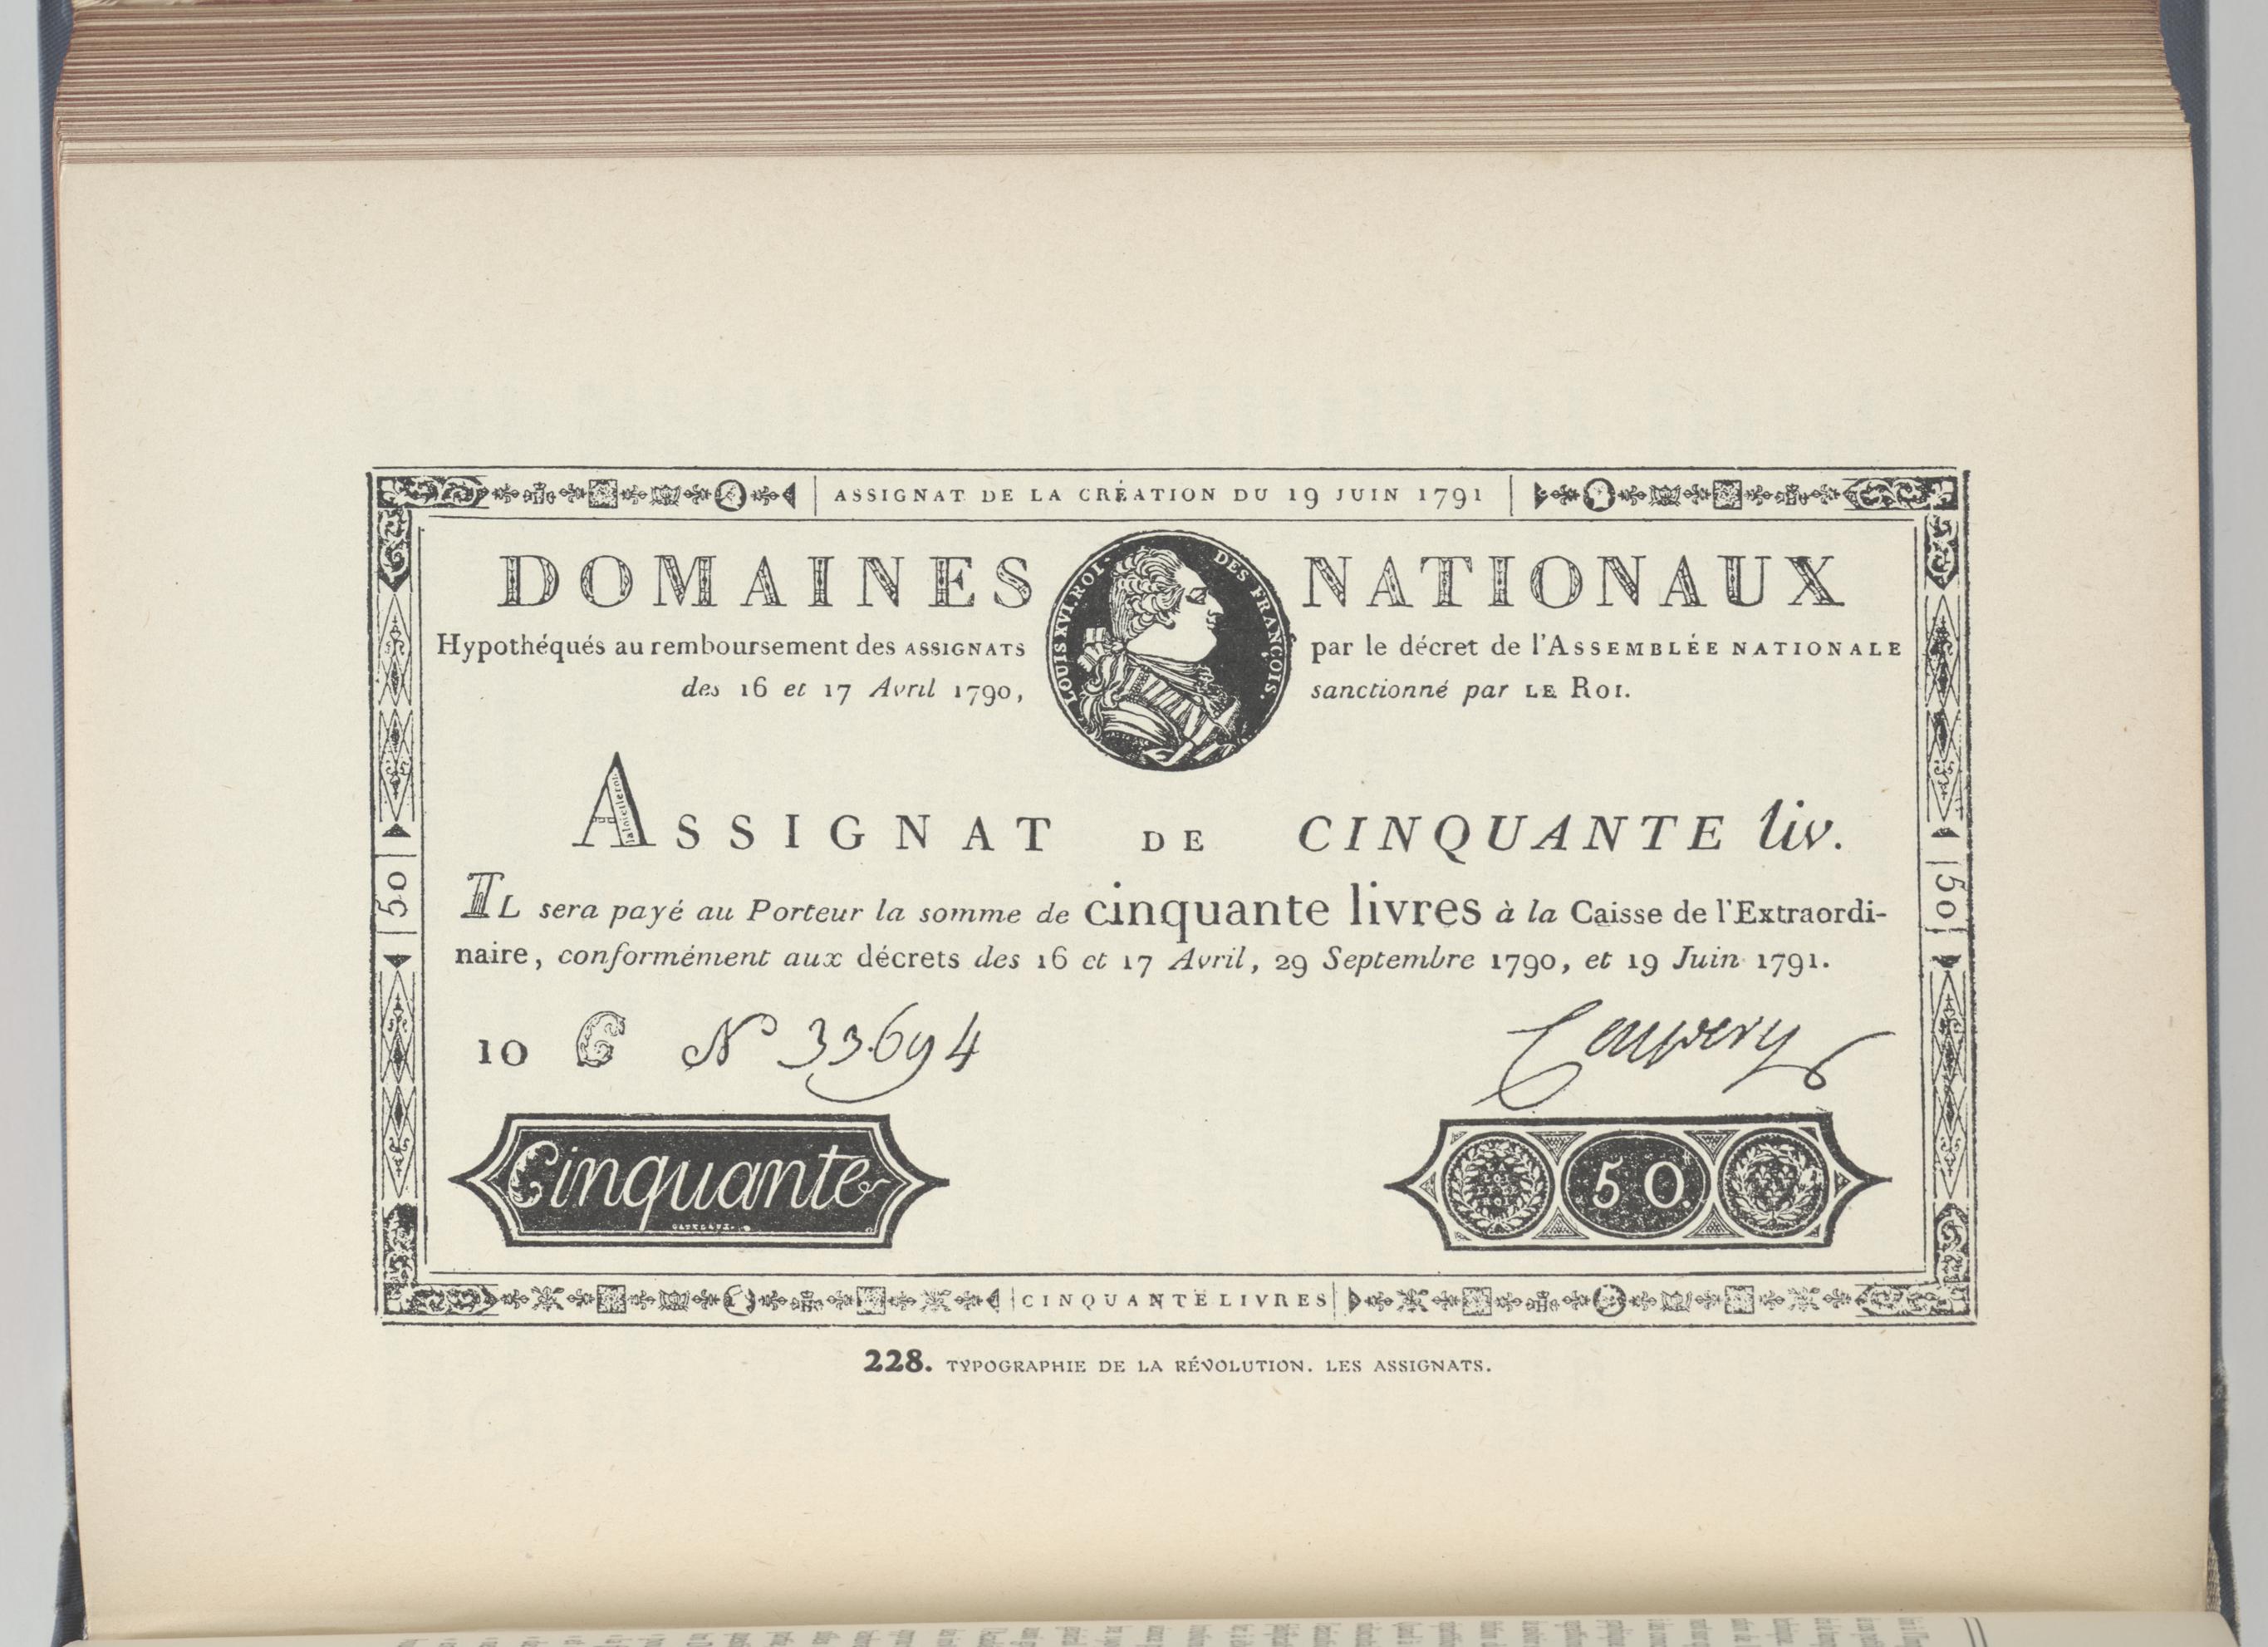 ASSIGNAT DE LA CRÉATION DU 19 JUIN 1791
DOMAINES NATIONAUX
LOUIS XVI. ROI DES FRANÇOIS.
Hypothéqués au remboursement des ASSIGNATS par le décret de l'ASSEMBLÉE NATIONALE
des 16 et 17 Avril 1790, sanctionné par LE ROI.
ASSIGNAT DE CINQUANTE liv.
IL sera payé au Porteur la somme de cinquante livres à la Caisse de l'Extraordi-
naire, conformément aux décrets des 16 et 17 Avril, 29 Septembre 1790, et 19 Juin 1791.
50
50
10 G N° 33694
Cinquante
50
CINQUANTE LIVRES
228. TYPOGRAPHIE DE LA RÉVOLUTION. LES ASSIGNATS.